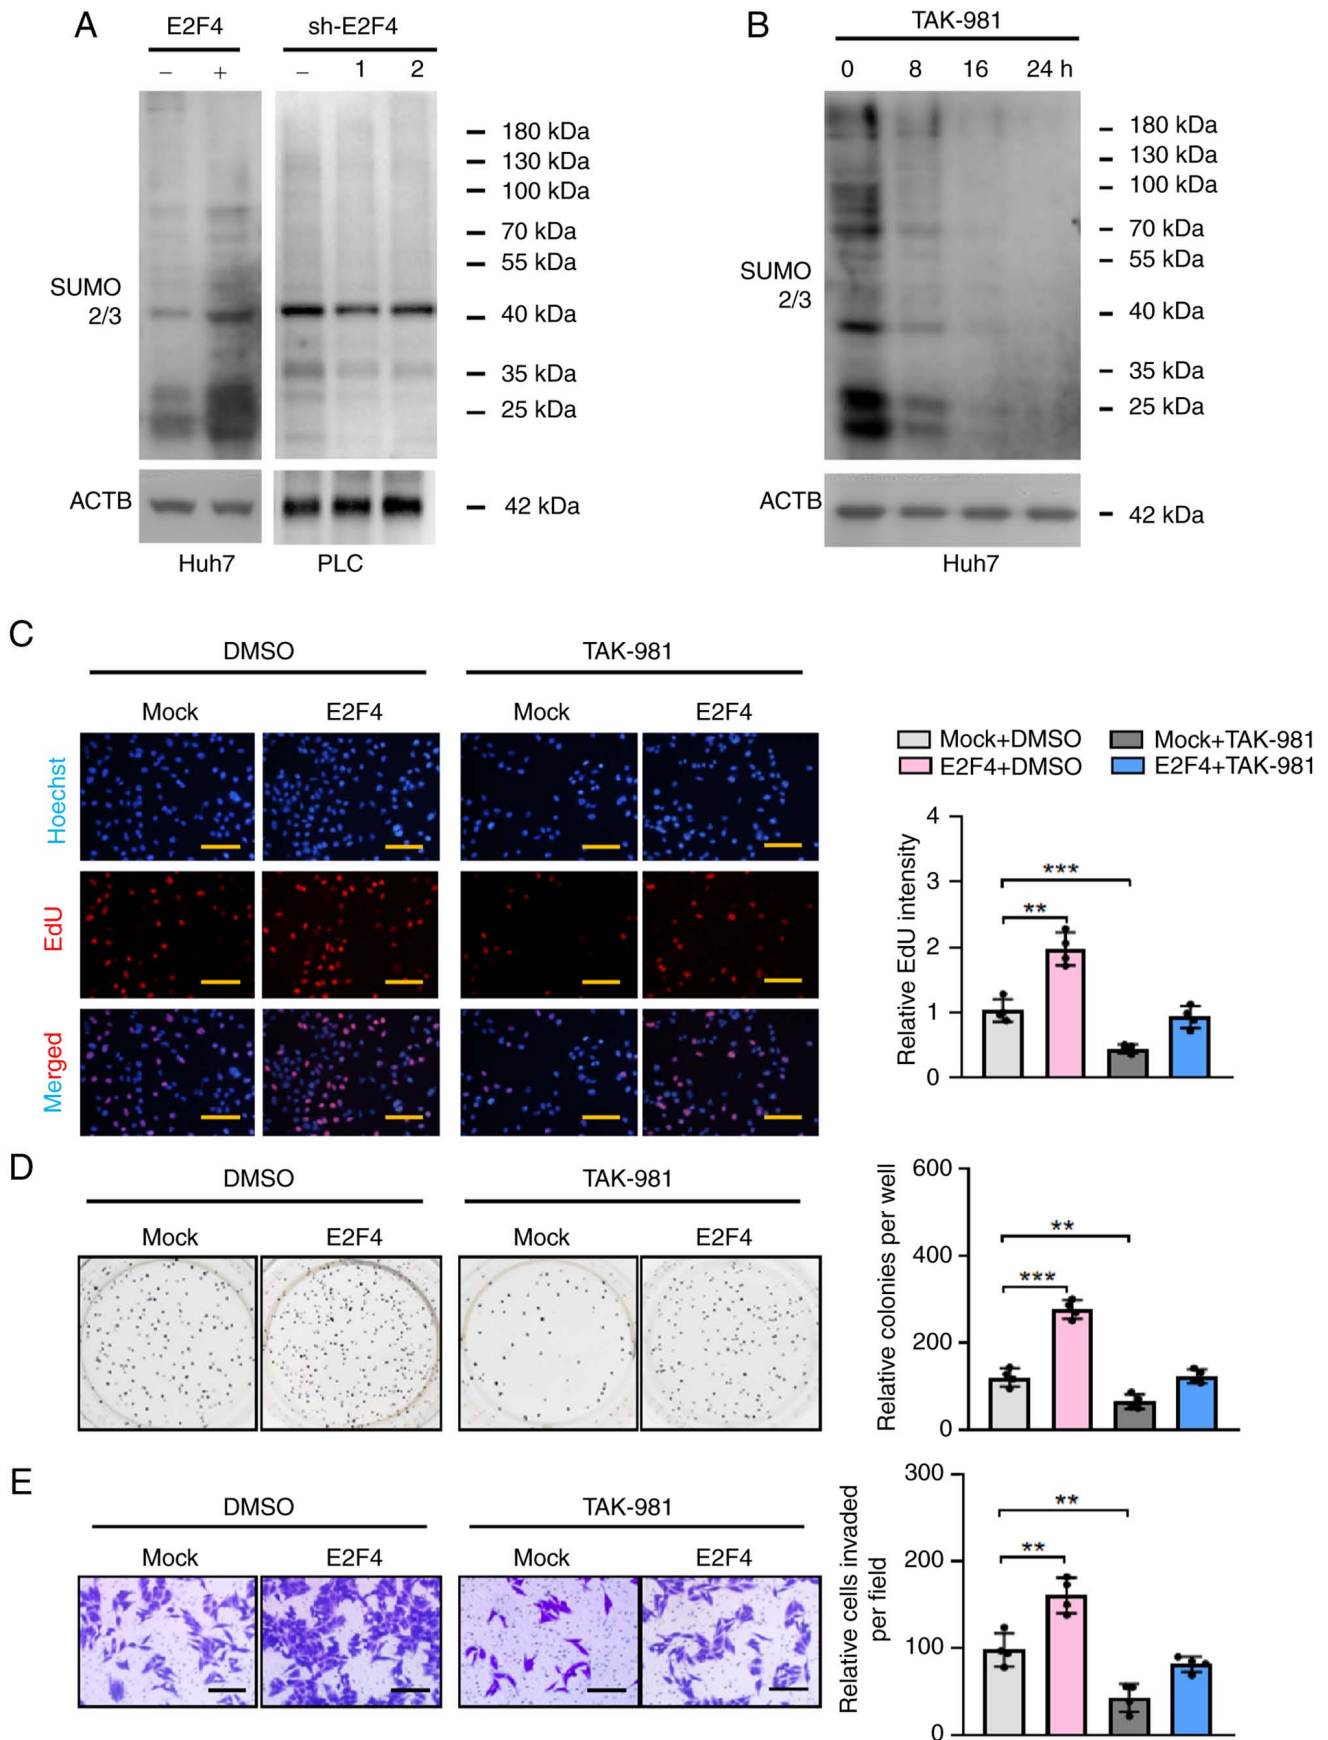 A
E2F4
sh-E2F4
– + – 1 2
180 kDa
130 kDa
100 kDa
70 kDa
55 kDa
SUMO
2/3
40 kDa
35 kDa
25 kDa
ACTB
42 kDa
Huh7
PLC
B
TAK-981
0 8 16 24 h
180 kDa
130 kDa
100 kDa
70 kDa
55 kDa
SUMO
2/3
40 kDa
35 kDa
25 kDa
ACTB
42 kDa
Huh7
C
DMSO
TAK-981
Mock
E2F4
Mock
E2F4
Hoechst
EdU
Merged
Mock+DMSO
Mock+TAK-981
E2F4+DMSO
E2F4+TAK-981
Relative EdU intensity
4
3
2
1
0
***
**
D
DMSO
TAK-981
Mock
E2F4
Mock
E2F4
Relative colonies per well
600
400
200
0
**
***
E
DMSO
TAK-981
Mock
E2F4
Mock
E2F4
Relative cells invaded
per field
300
200
100
0
**
**